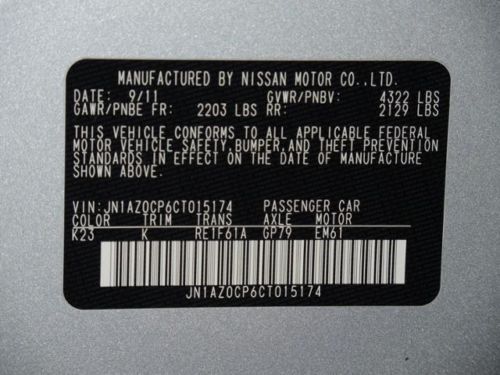 MANUFACTURED BY NISSAN MOTOR CO.,LTD.
DATE: 9/11 GVWR/PNBV: 4322 LBS
GAWR/PNBE FR: 2203 LBS RR: 2129 LBS
THIS VEHICLE CONFORMS TO ALL APPLICABLE FEDERAL
MOTOR VEHICLE SAFETY,BUMPER,AND THEFT PREVENTION
STANDARDS IN EFFECT ON THE DATE OF MANUFACTURE
SHOWN ABOVE.
VIN:JN1AZ0CP6CT015174 PASSENGER CAR
COLOR TRIM TRANS AXLE MOTOR
K23 K RE1F61A GP79 EM61
JN1AZ0CP6CT015174